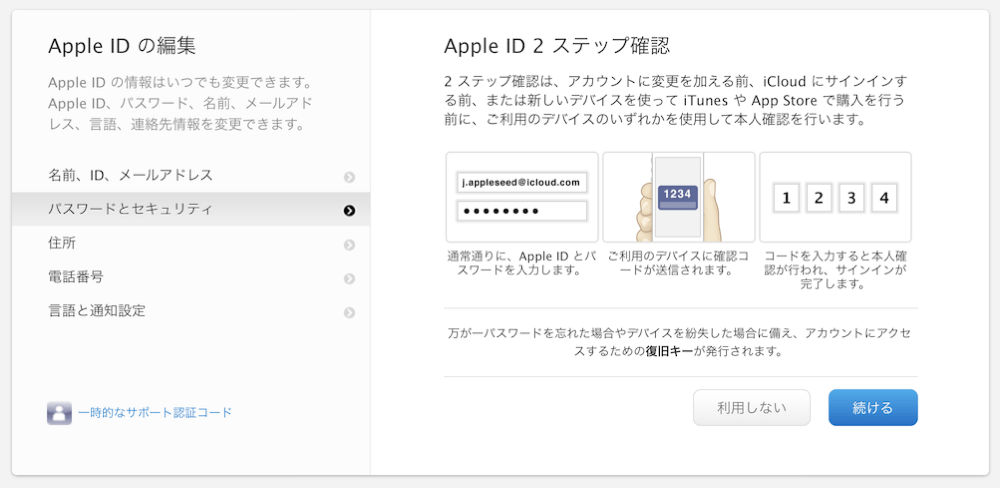 Apple ID の編集
Apple ID の情報はいつでも変更できます。
Apple ID、パスワード、名前、メールアド
レス、言語、連絡先情報を変更できます。
名前、ID、メールアドレス
パスワードとセキュリティ
住所
電話番号
言語と通知設定
一時的なサポート認証コード
Apple ID 2 ステップ確認
2 ステップ確認は、アカウントに変更を加える前、iCloud にサインインす
る前、または新しいデバイスを使って iTunes や App Store で購入を行う
前に、ご利用のデバイスのいずれかを使用して本人確認を行います。
j.appleseed@icloud.com
••••••••
1234
1 2 3 4
通常通りに、Apple ID とパ
スワードを入力します。
ご利用のデバイスに確認コ
ードが送信されます。
コードを入力すると本人確
認が行われ、サインインが
完了します。
万が一パスワードを忘れた場合やデバイスを紛失した場合に備え、アカウントにアクセ
スするための復旧キーが発行されます。
利用しない
続ける